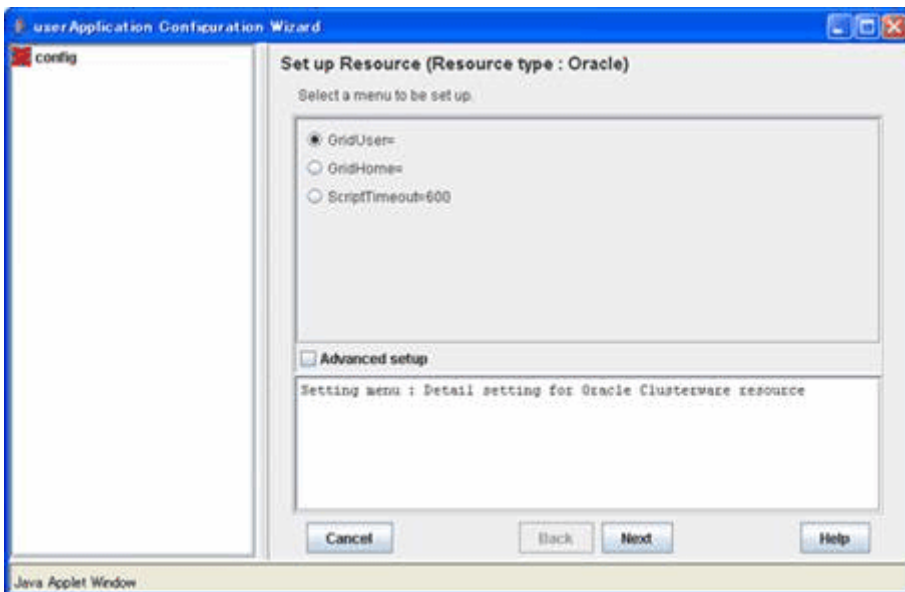 userApplication Configuration Wizard
config
Set up Resource (Resource type : Oracle)
Select a menu to be set up.
GridUser=
GridHome=
ScriptTimeout=600
Advanced setup
Setting menu : Detail setting for Oracle Clusterware resource
Cancel
Back
Next
Help
Java Applet Window